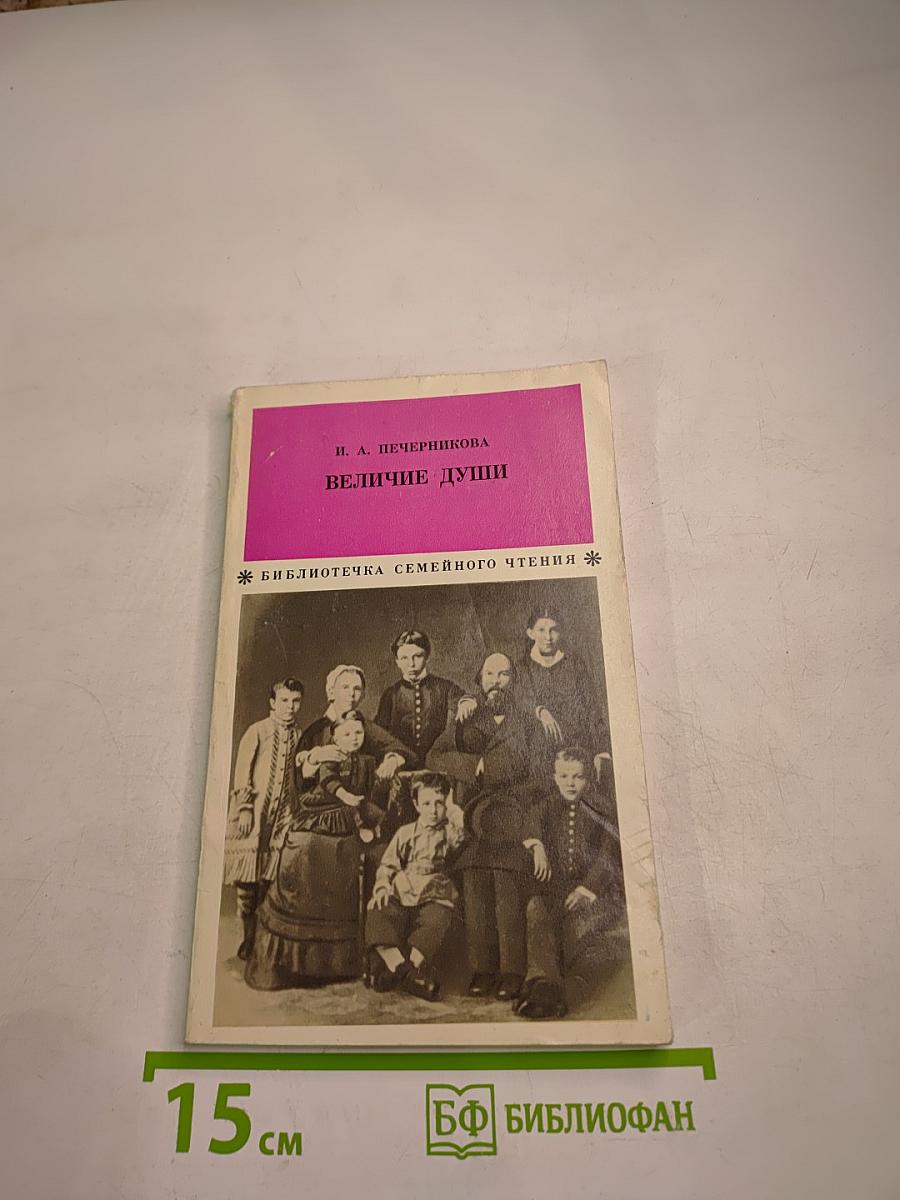 И. А. ПЕЧЕРНИКОВА
ВЕЛИЧИЕ ДУШИ
* БИБЛИОТЕЧКА СЕМЕЙНОГО ЧТЕНИЯ *
15 см
БФ БИБЛИОФАН